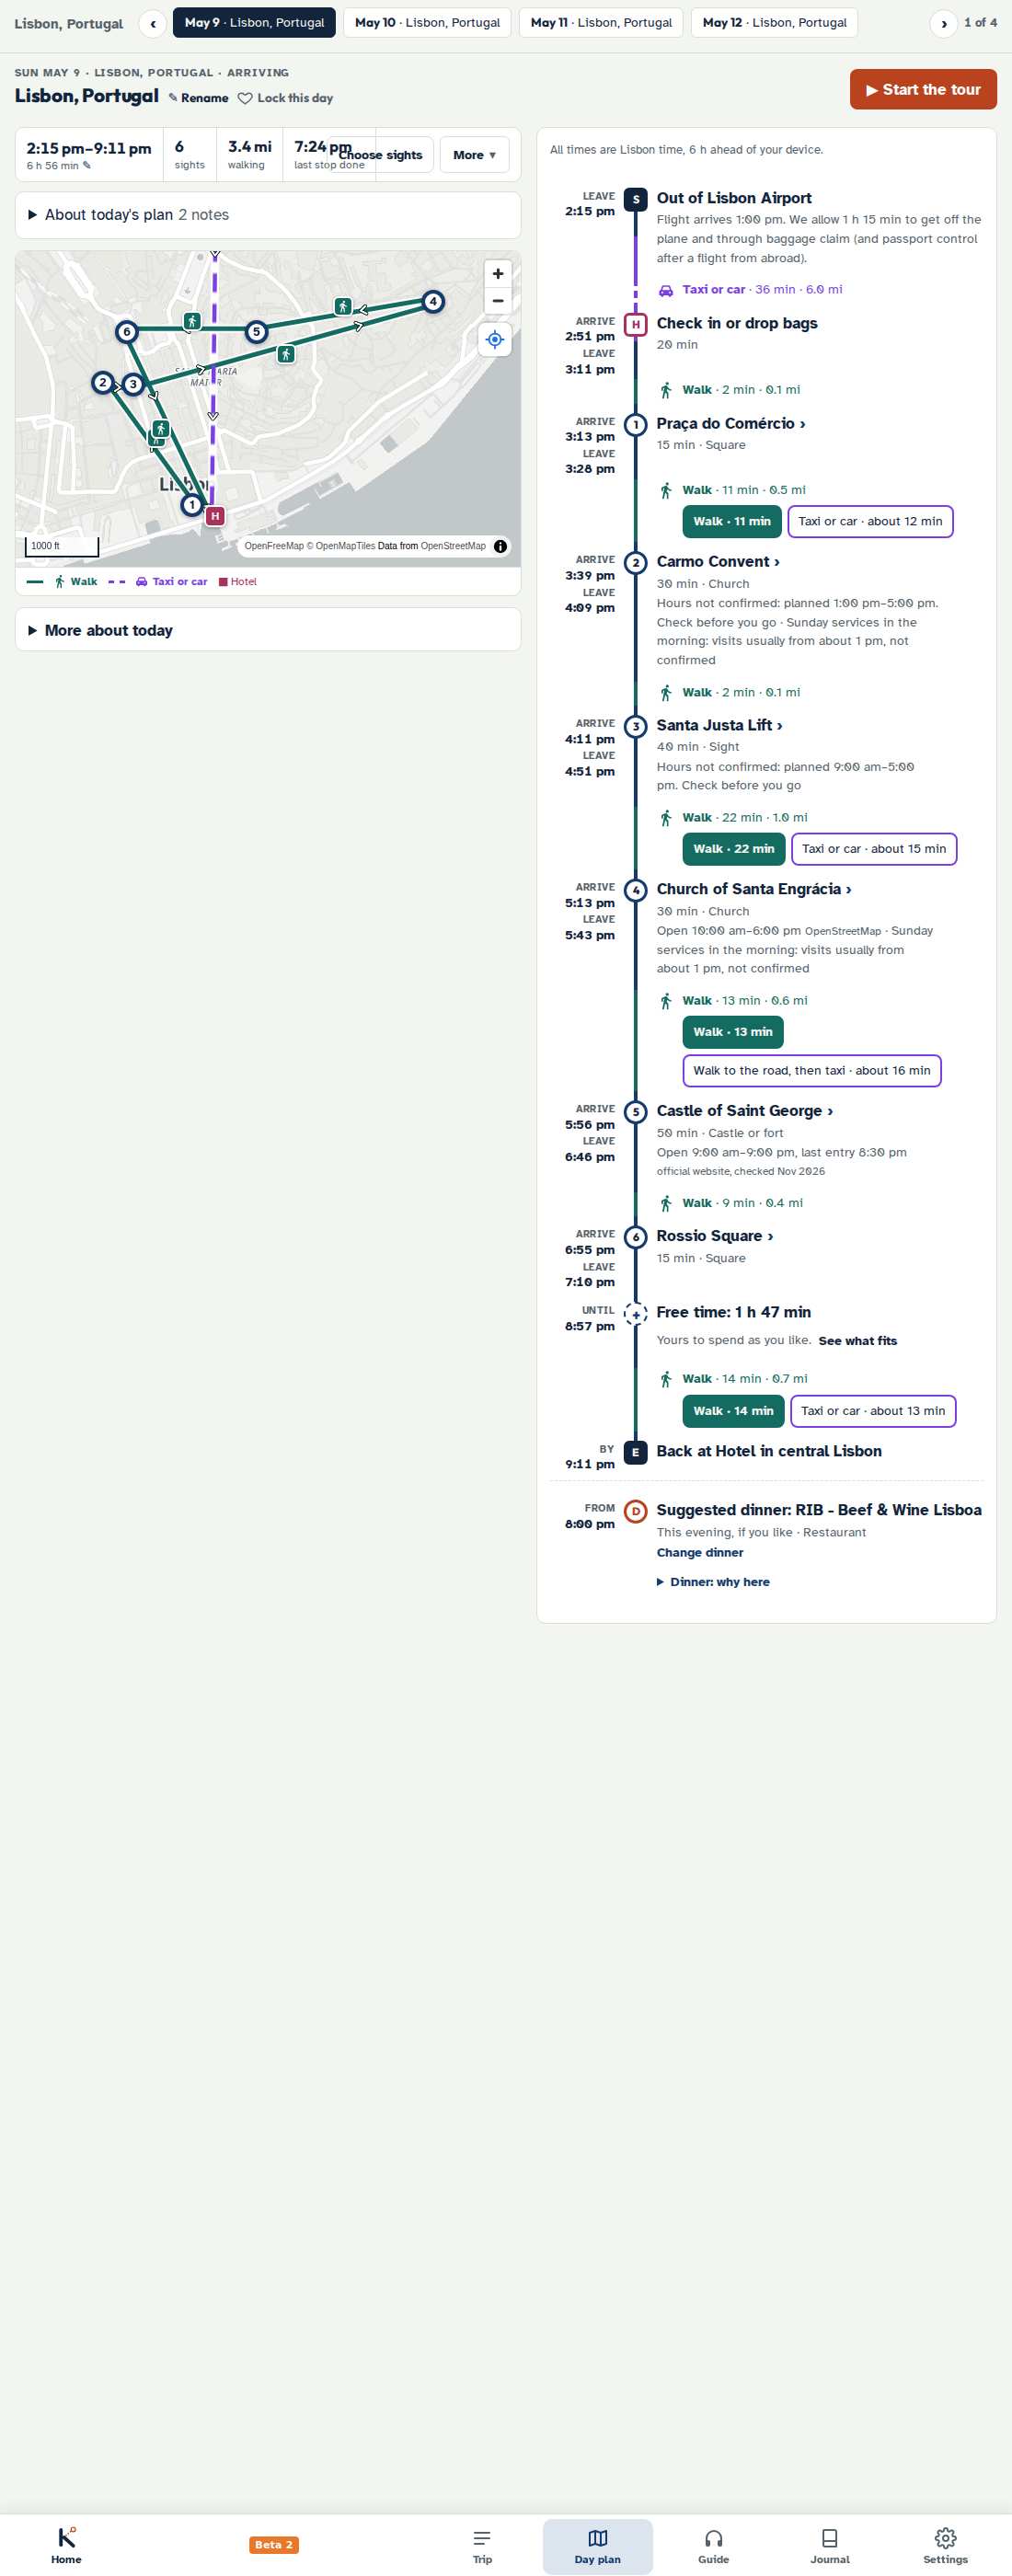 Lisbon, Portugal
‹
May 9 · Lisbon, Portugal
May 10 · Lisbon, Portugal
May 11 · Lisbon, Portugal
May 12 · Lisbon, Portugal
›
1 of 4
SUN MAY 9 · LISBON, PORTUGAL · ARRIVING
Lisbon, Portugal ✎ Rename Lock this day
▶ Start the tour
2:15 pm–9:11 pm
6 h 56 min ✎
6
sights
3.4 mi
walking
7:24 pm
last stop done
Choose sights
More ▾
▶ About today's plan 2 notes
+
−
4
6
5
2
3
1
H
1000 ft
OpenFreeMap © OpenMapTiles Data from OpenStreetMap
Walk Taxi or car Hotel
▶ More about today
All times are Lisbon time, 6 h ahead of your device.
LEAVE
2:15 pm
S
Out of Lisbon Airport
Flight arrives 1:00 pm. We allow 1 h 15 min to get off the
plane and through baggage claim (and passport control
after a flight from abroad).
Taxi or car · 36 min · 6.0 mi
ARRIVE
2:51 pm
LEAVE
3:11 pm
H
Check in or drop bags
20 min
Walk · 2 min · 0.1 mi
ARRIVE
3:13 pm
LEAVE
3:28 pm
1
Praça do Comércio ›
15 min · Square
Walk · 11 min · 0.5 mi
Walk · 11 min
Taxi or car · about 12 min
ARRIVE
3:39 pm
LEAVE
4:09 pm
2
Carmo Convent ›
30 min · Church
Hours not confirmed: planned 1:00 pm–5:00 pm.
Check before you go · Sunday services in the
morning: visits usually from about 1 pm, not
confirmed
Walk · 2 min · 0.1 mi
ARRIVE
4:11 pm
LEAVE
4:51 pm
3
Santa Justa Lift ›
40 min · Sight
Hours not confirmed: planned 9:00 am–5:00
pm. Check before you go
Walk · 22 min · 1.0 mi
Walk · 22 min
Taxi or car · about 15 min
ARRIVE
5:13 pm
LEAVE
5:43 pm
4
Church of Santa Engrácia ›
30 min · Church
Open 10:00 am–6:00 pm OpenStreetMap · Sunday
services in the morning: visits usually from
about 1 pm, not confirmed
Walk · 13 min · 0.6 mi
Walk · 13 min
Walk to the road, then taxi · about 16 min
ARRIVE
5:56 pm
LEAVE
6:46 pm
5
Castle of Saint George ›
50 min · Castle or fort
Open 9:00 am–9:00 pm, last entry 8:30 pm
official website, checked Nov 2026
Walk · 9 min · 0.4 mi
ARRIVE
6:55 pm
LEAVE
7:10 pm
6
Rossio Square ›
15 min · Square
UNTIL
8:57 pm
+
Free time: 1 h 47 min
Yours to spend as you like. See what fits
Walk · 14 min · 0.7 mi
Walk · 14 min
Taxi or car · about 13 min
BY
9:11 pm
E
Back at Hotel in central Lisbon
FROM
8:00 pm
D
Suggested dinner: RIB - Beef & Wine Lisboa
This evening, if you like · Restaurant
Change dinner
▶ Dinner: why here
Home
Beta 2
Trip
Day plan
Guide
Journal
Settings